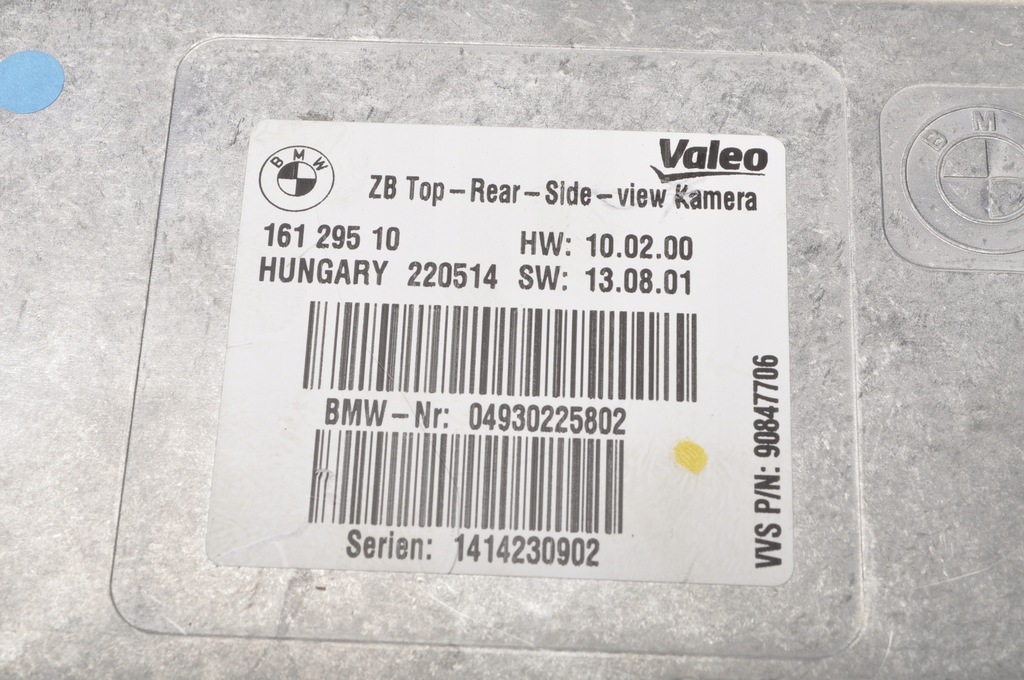 BMW
Valeo
ZB Top-Rear-Side-view Kamera
161 295 10 HW: 10.02.00
HUNGARY 220514 SW: 13.08.01
BMW-Nr: 04930225802
Serien: 1414230902
VVS P/N: 90847706
BM